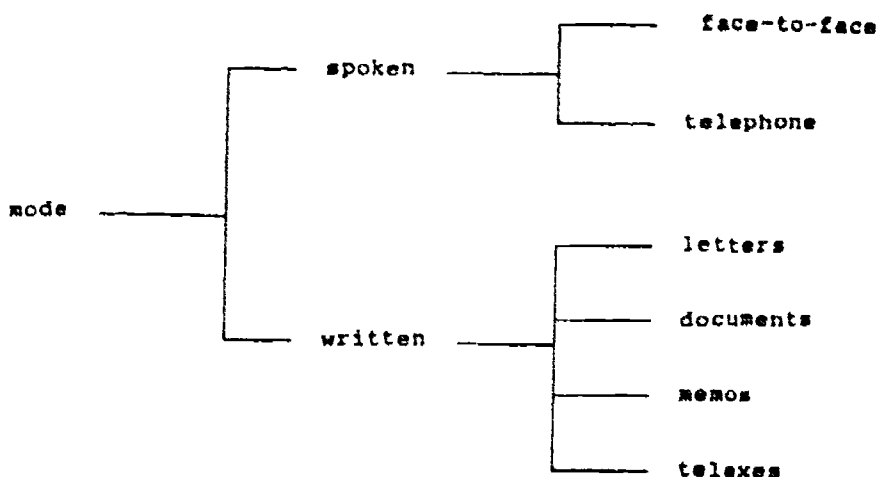 face-to-face
spoken
telephone
mode
letters
documents
written
memos
telexes